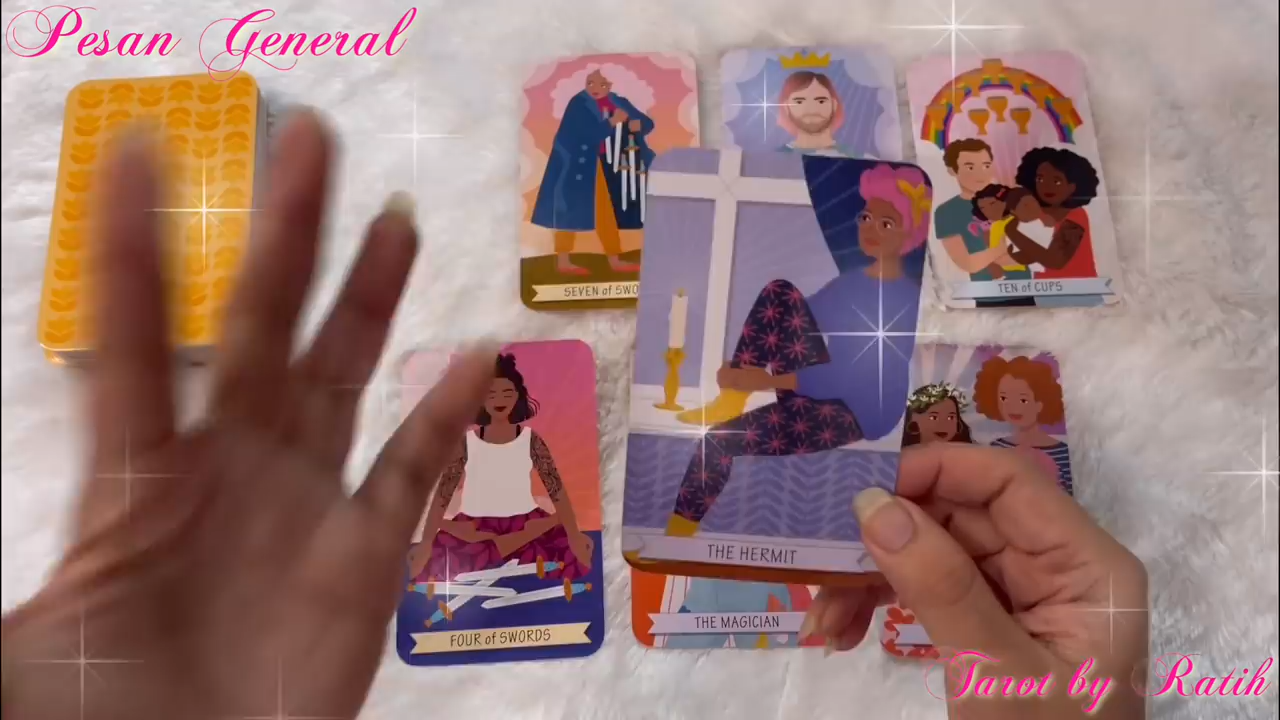 Pesan General
SEVEN of SWO
TEN of CUPS
THE HERMIT
THE MAGICIAN
FOUR of SWORDS
Tarot by Ratih